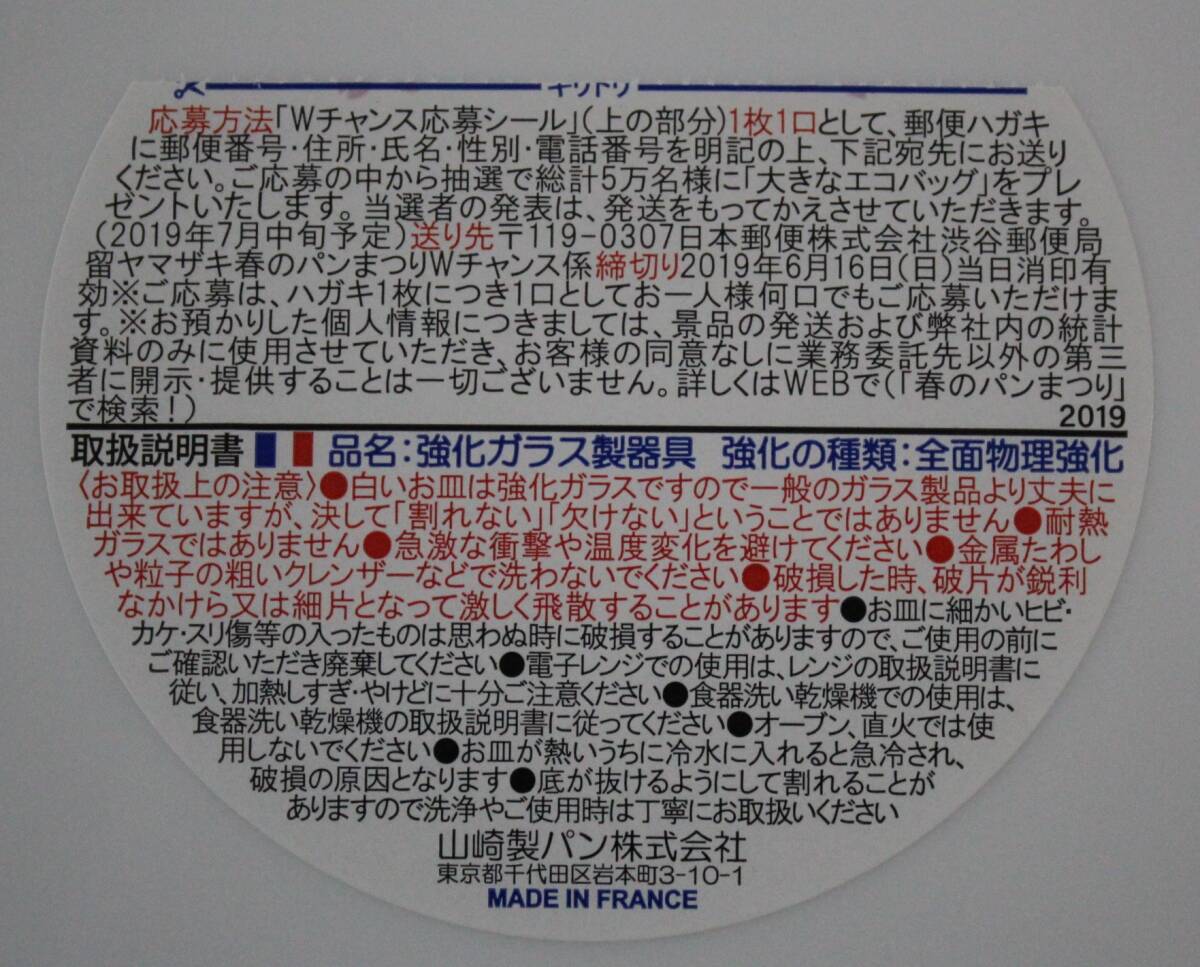 キリトリ
応募方法「Wチャンス応募シール」(上の部分)1枚1口として、郵便ハガキ
に郵便番号・住所・氏名・性別・電話番号を明記の上、下記宛先にお送り
ください。ご応募の中から抽選で総計5万名様に「大きなエコバッグ」をプレ
ゼントいたします。当選者の発表は、発送をもってかえさせていただきます。
(2019年7月中旬予定)送り先〒119-0307日本郵便株式会社渋谷郵便局
留ヤマザキ春のパンまつりWチャンス係締切り2019年6月16日(日)当日消印有
効※ご応募は、ハガキ1枚につき1口としてお一人様何口でもご応募いただけま
す。※お預かりした個人情報につきましては、景品の発送および弊社内の統計
資料のみに使用させていただき、お客様の同意なしに業務委託先以外の第三
者に開示・提供することは一切ございません。詳しくはWEBで(「春のパンまつり」
で検索!)
2019
取扱説明書 品名:強化ガラス製器具 強化の種類:全面物理強化
〈お取扱上の注意〉●白いお皿は強化ガラスですので一般のガラス製品より丈夫に
出来ていますが、決して「割れない」「欠けない」ということではありません●耐熱
ガラスではありません●急激な衝撃や温度変化を避けてください●金属たわし
や粒子の粗いクレンザーなどで洗わないでください●破損した時、破片が鋭利
なかけら又は細片となって激しく飛散することがあります●お皿に細かいヒビ・
カケ・スリ傷等の入ったものは思わぬ時に破損することがありますので、ご使用の前に
ご確認いただき廃棄してください●電子レンジでの使用は、レンジの取扱説明書に
従い、加熱しすぎ・やけどに十分ご注意ください●食器洗い乾燥機での使用は、
食器洗い乾燥機の取扱説明書に従ってください●オーブン、直火では使
用しないでください●お皿が熱いうちに冷水に入れると急冷され、
破損の原因となります●底が抜けるようにして割れることが
ありますので洗浄やご使用時は丁寧にお取扱いください
山崎製パン株式会社
東京都千代田区岩本町3-10-1
MADE IN FRANCE